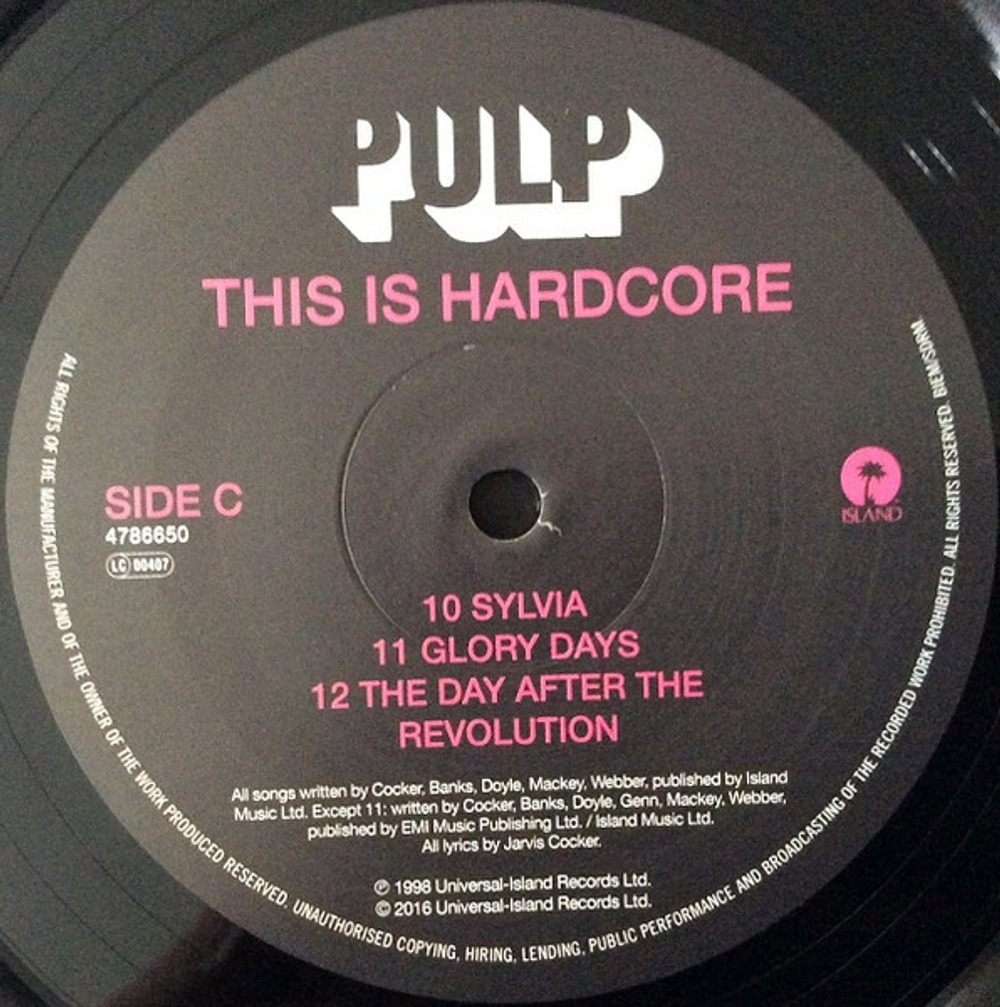 PULP
THIS IS HARDCORE
SIDE C
4786650
LC 00407
ISLAND
10 SYLVIA
11 GLORY DAYS
12 THE DAY AFTER THE
REVOLUTION
All songs written by Cocker, Banks, Doyle, Mackey, Webber, published by Island
Music Ltd. Except 11: written by Cocker, Banks, Doyle, Genn, Mackey. Webber,
published by EMI Music Publishing Ltd. / Island Music Ltd.
All lyrics by Jarvis Cocker.
℗ 1998 Universal-Island Records Ltd.
© 2016 Universal-Island Records Ltd.
ALL RIGHTS OF THE MANUFACTURER AND OF THE OWNER OF THE WORK PRODUCED RESERVED. UNAUTHORISED COPYING, HIRING, LENDING, PUBLIC PERFORMANCE AND BROADCASTING OF THE RECORDED WORK PROHIBITED. ALL RIGHTS RESERVED. BIEM/SDRM.